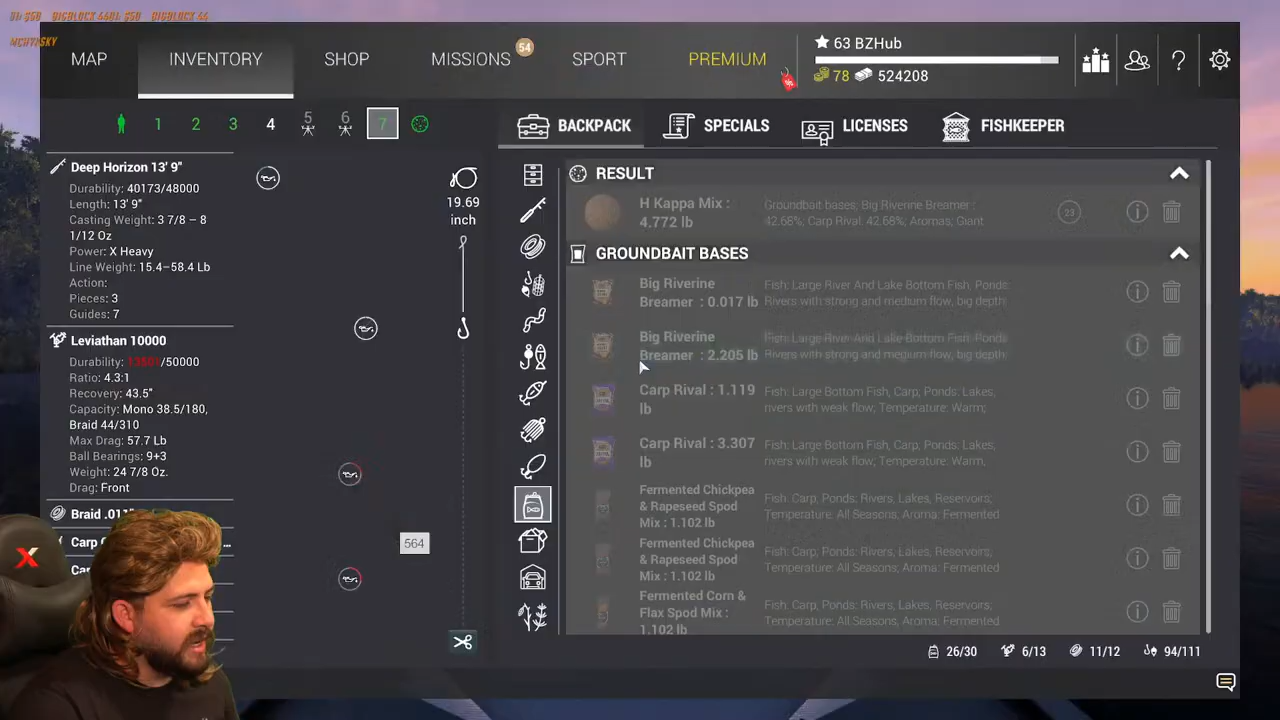 MCHYASKY
MAP
INVENTORY
SHOP
MISSIONS
54
SPORT
PREMIUM
63 BZHub
78 524208
1
2
3
4
5
6
7
BACKPACK
SPECIALS
LICENSES
FISHKEEPER
Deep Horizon 13' 9"
Durability: 40173/48000
Length: 13' 9"
Casting Weight: 3 7/8 – 8
1/12 Oz
Power: X Heavy
Line Weight: 15.4–58.4 Lb
Action:
Pieces: 3
Guides: 7
Leviathan 10000
Durability: 13501/50000
Ratio: 4.3:1
Recovery: 43.5"
Capacity: Mono 38.5/180,
Braid 44/310
Max Drag: 57.7 Lb
Ball Bearings: 9+3
Weight: 24 7/8 Oz.
Drag: Front
Braid .011"
Carp
19.69
inch
564
RESULT
H Kappa Mix :
4.772 lb
Groundbait bases; Big Riverine Breamer :
42.68%; Carp Rival: 42.68%; Aromas; Giant
23
GROUNDBAIT BASES
Big Riverine
Breamer : 0.017 lb
Fish: Large River And Lake Bottom Fish, Ponds:
Rivers with strong and medium flow, big depth
Big Riverine
Breamer : 2.205 lb
Fish: Large River And Lake Bottom Fish, Ponds:
Rivers with strong and medium flow, big depth
Carp Rival : 1.119
lb
Fish: Large Bottom Fish, Carp; Ponds: Lakes,
rivers with weak flow; Temperature: Warm;
Carp Rival : 3.307
lb
Fish: Large Bottom Fish, Carp; Ponds: Lakes,
rivers with weak flow; Temperature: Warm,
Fermented Chickpea
& Rapeseed Spod
Mix : 1.102 lb
Fish: Carp; Ponds: Rivers, Lakes, Reservoirs;
Temperature: All Seasons; Aroma: Fermented
Fermented Chickpea
& Rapeseed Spod
Mix : 1.102 lb
Fish: Carp; Ponds: Rivers, Lakes, Reservoirs;
Temperature: All Seasons; Aroma: Fermented
Fermented Corn &
Flax Spod Mix :
1.102 lb
Fish: Carp; Ponds: Rivers, Lakes, Reservoirs;
Temperature: All Seasons; Aroma: Fermented
26/30
6/13
11/12
94/111
X